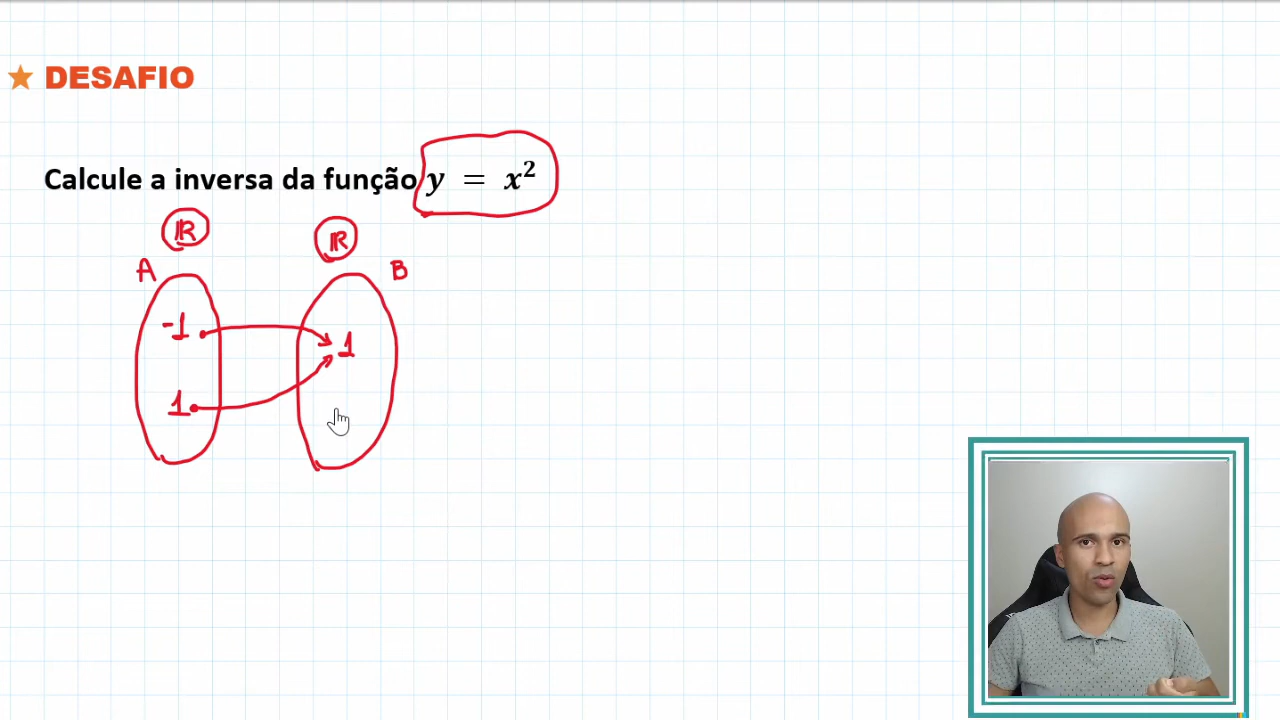 DESAFIO
Calcule a inversa da função y = x²
ℝ ℝ
A B
-1 1
1